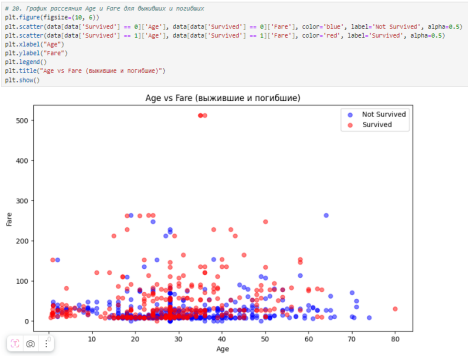 # 20. График рассеяния Age и Fare для выживших и погибших
plt.figure(figsize=(10, 6))
plt.scatter(data[data['Survived'] == 0]['Age'], data[data['Survived'] == 0]['Fare'], color='blue', label='Not Survived', alpha=0.5)
plt.scatter(data[data['Survived'] == 1]['Age'], data[data['Survived'] == 1]['Fare'], color='red', label='Survived', alpha=0.5)
plt.xlabel("Age")
plt.ylabel("Fare")
plt.legend()
plt.title("Age vs Fare (выжившие и погибшие)")
plt.show()
Age vs Fare (выжившие и погибшие)
Not Survived
Survived
500
400
300
200
100
0
Fare
10 20 30 40 50 60 70 80
Age